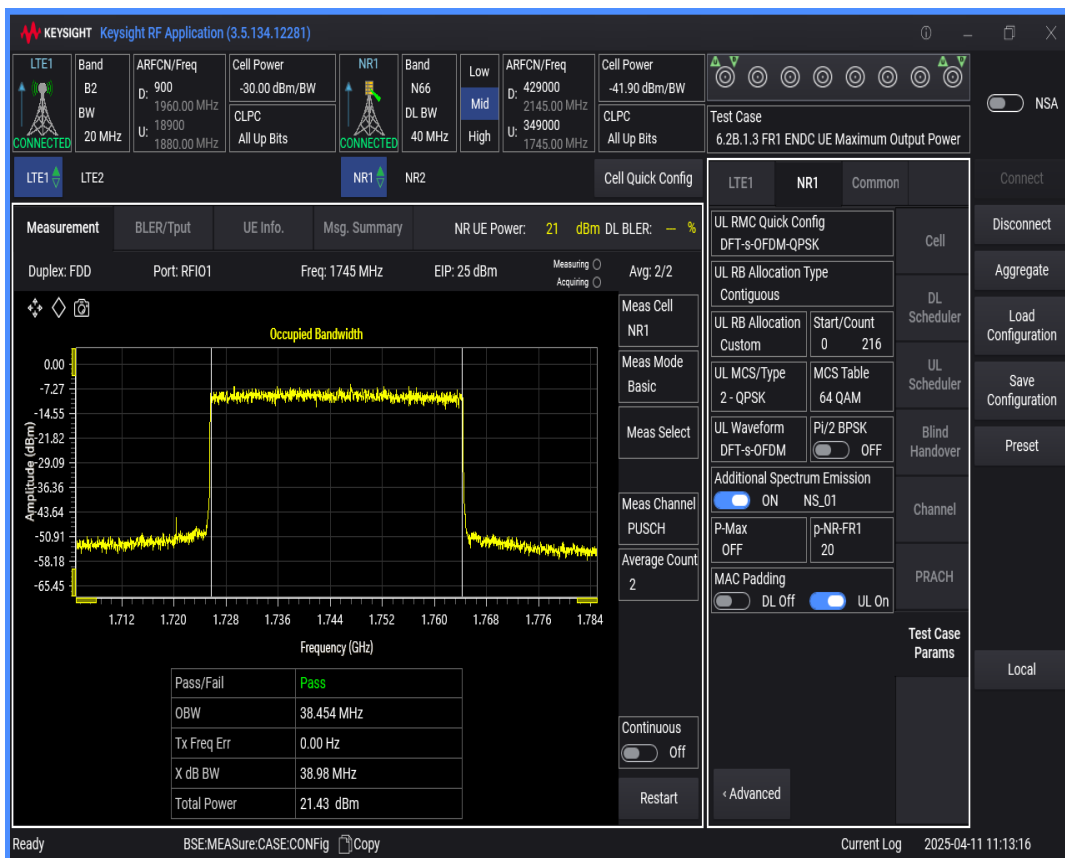 KEYSIGHT Keysight RF Application (3.5.134.12281)
LTE1
CONNECTED
Band
B2
BW
20 MHz
ARFCN/Freq
D: 900
1960.00 MHz
U: 18900
1880.00 MHz
Cell Power
-30.00 dBm/BW
CLPC
All Up Bits
NR1
CONNECTED
Band
N66
DL BW
40 MHz
Low
Mid
High
ARFCN/Freq
D: 429000
2145.00 MHz
U: 349000
1745.00 MHz
Cell Power
-41.90 dBm/BW
CLPC
All Up Bits
Test Case
6.2B.1.3 FR1 ENDC UE Maximum Output Power
NSA
LTE1 LTE2 NR1 NR2 Cell Quick Config
Measurement BLER/Tput UE Info. Msg. Summary NR UE Power: 21 dBm DL BLER: — %
Duplex: FDD Port: RFIO1 Freq: 1745 MHz EIP: 25 dBm Measuring Acquiring Avg: 2/2
Occupied Bandwidth
Amplitude (dBm)
0.00
-7.27
-14.55
-21.82
-29.09
-36.36
-43.64
-50.91
-58.18
-65.45
1.712 1.720 1.728 1.736 1.744 1.752 1.760 1.768 1.776 1.784
Frequency (GHz)
Pass/Fail Pass
OBW 38.454 MHz
Tx Freq Err 0.00 Hz
X dB BW 38.98 MHz
Total Power 21.43 dBm
Meas Cell
NR1
Meas Mode
Basic
Meas Select
Meas Channel
PUSCH
Average Count
2
Continuous
Off
Restart
LTE1 NR1 Common
UL RMC Quick Config
DFT-s-OFDM-QPSK
UL RB Allocation Type
Contiguous
UL RB Allocation Start/Count
Custom 0 216
UL MCS/Type MCS Table
2 - QPSK 64 QAM
UL Waveform Pi/2 BPSK
DFT-s-OFDM OFF
Additional Spectrum Emission
ON NS_01
P-Max p-NR-FR1
OFF 20
MAC Padding
DL Off UL On
‹ Advanced
Cell
DL
Scheduler
UL
Scheduler
Blind
Handover
Channel
PRACH
Test Case
Params
Connect
Disconnect
Aggregate
Load
Configuration
Save
Configuration
Preset
Local
Ready BSE:MEASure:CASE:CONFig Copy Current Log 2025-04-11 11:13:16